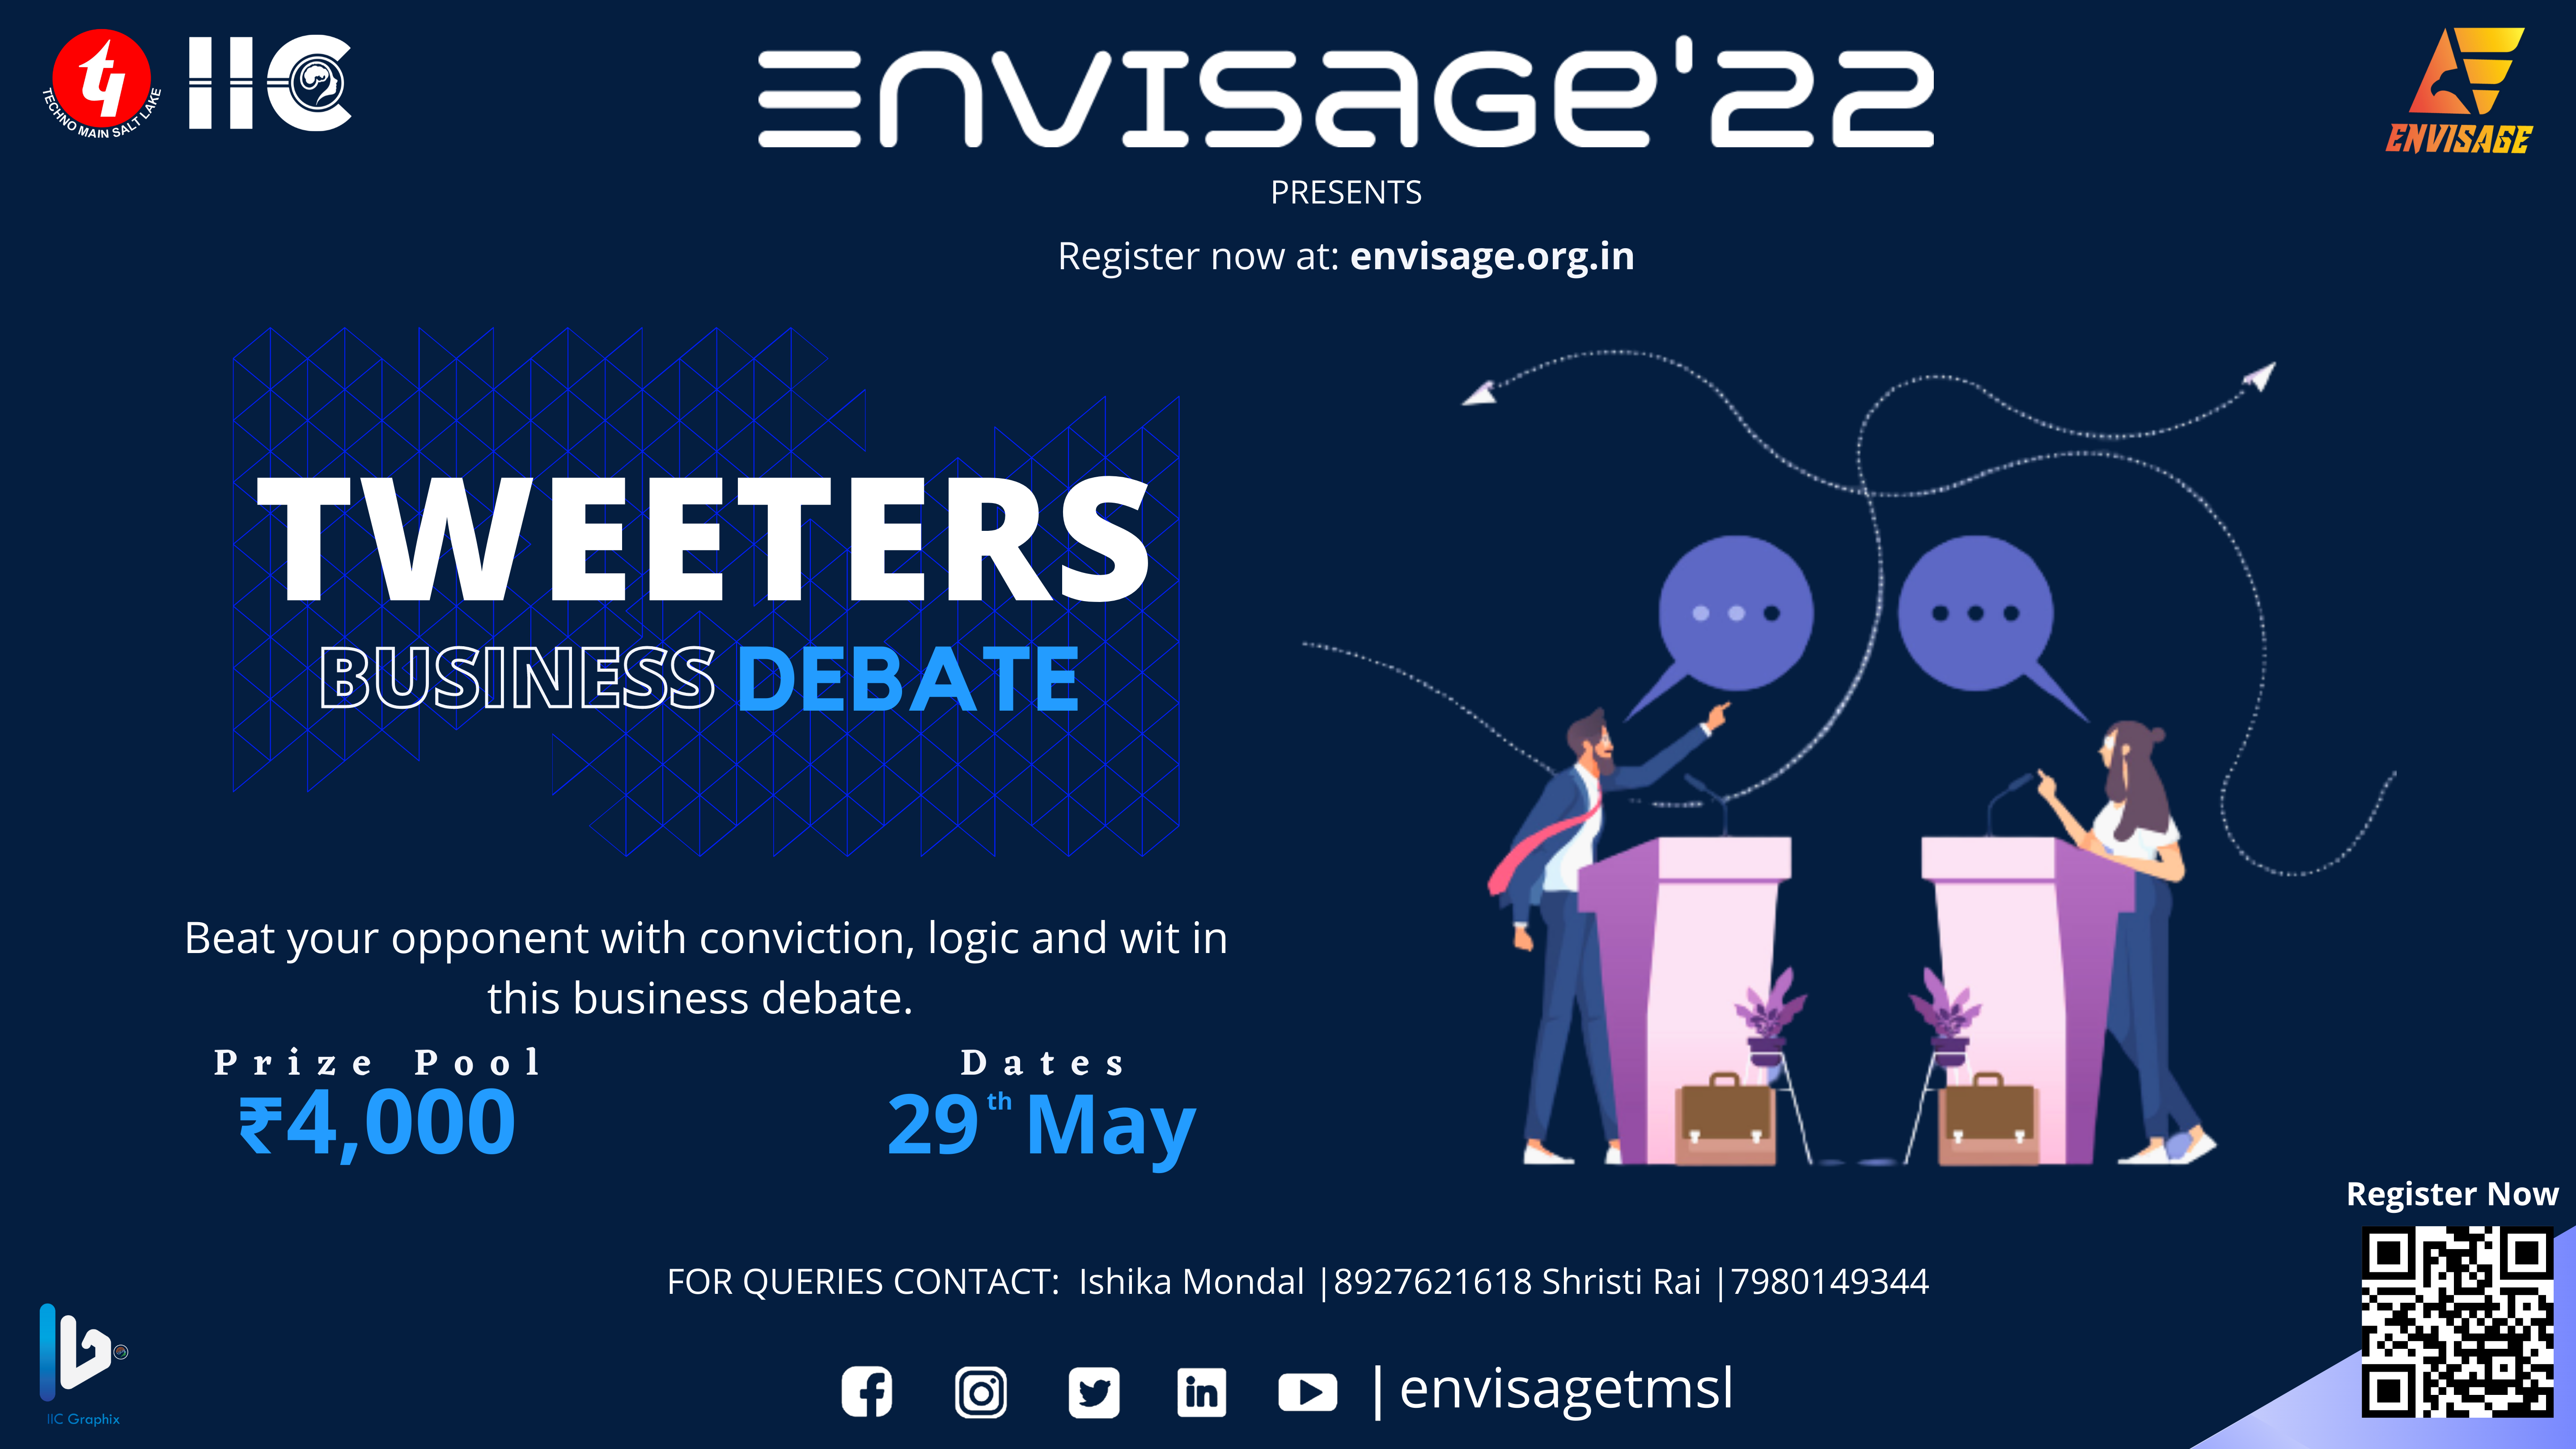 TECHNO MAIN SALT LAKE
IIC
ENVISAGE'22
ENVISAGE
PRESENTS
Register now at: envisage.org.in
TWEETERS
BUSINESS DEBATE
Beat your opponent with conviction, logic and wit in
this business debate.
Prize Pool
₹4,000
Dates
29th May
Register Now
FOR QUERIES CONTACT: Ishika Mondal |8927621618 Shristi Rai |7980149344
|envisagetmsl
IIC Graphix